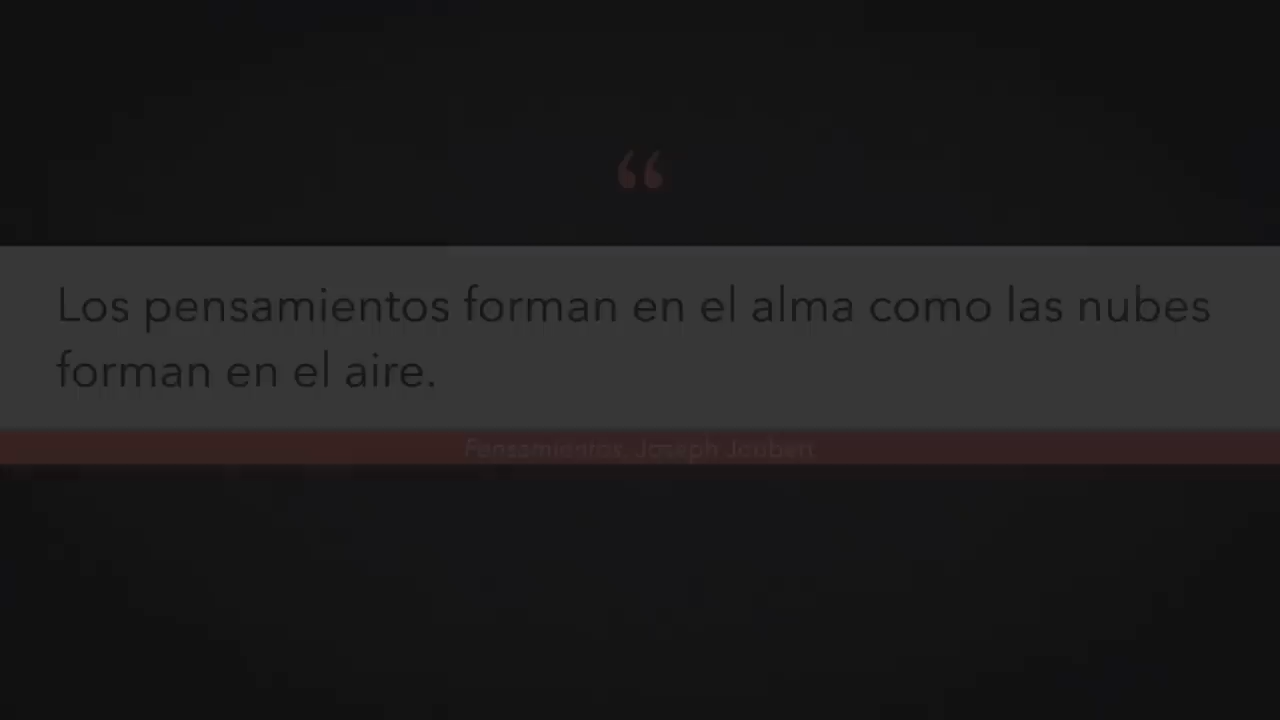 “
Los pensamientos forman en el alma como las nubes
forman en el aire.
Pensamientos, Joseph Joubert